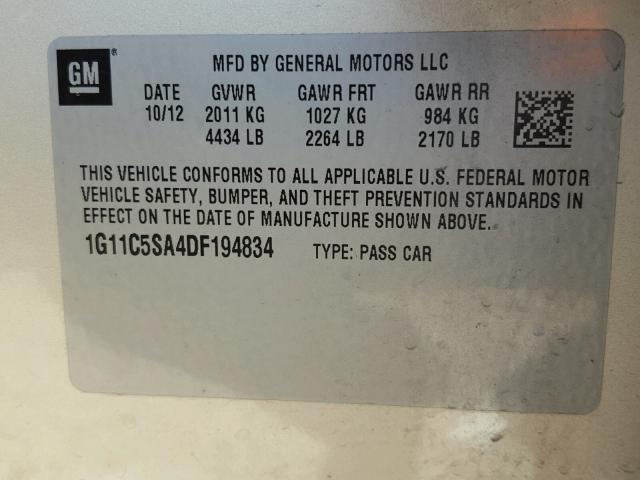 GM
MFD BY GENERAL MOTORS LLC
DATE GVWR GAWR FRT GAWR RR
10/12 2011 KG 1027 KG 984 KG
4434 LB 2264 LB 2170 LB
THIS VEHICLE CONFORMS TO ALL APPLICABLE U.S. FEDERAL MOTOR
VEHICLE SAFETY, BUMPER, AND THEFT PREVENTION STANDARDS IN
EFFECT ON THE DATE OF MANUFACTURE SHOWN ABOVE.
1G11C5SA4DF194834 TYPE: PASS CAR